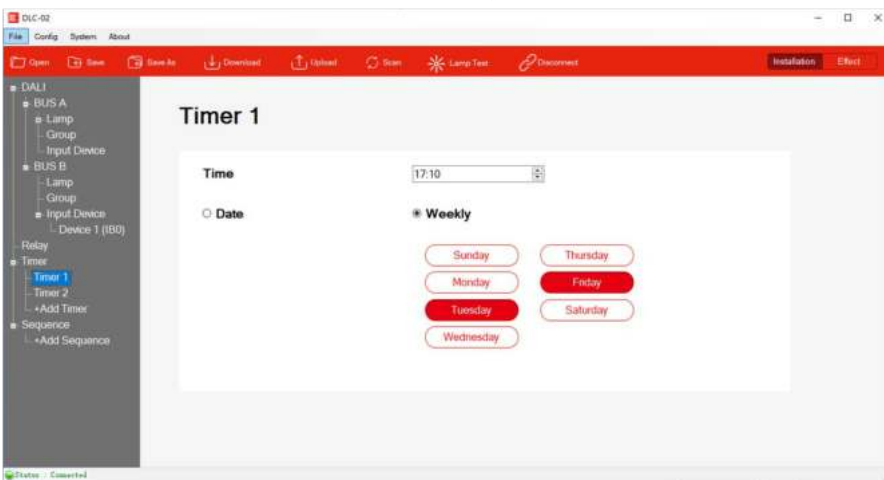 DLC-02
File Config System About
Open Save Save As Download Upload Scan Lamp Test Disconnect Installation Effect
DALI
BUS A
Lamp
Group
Input Device
BUS B
Lamp
Group
Input Device
Device 1 (IB0)
Relay
Timer
Timer 1
Timer 2
+Add Timer
Sequence
+Add Sequence
Timer 1
Time 17:10
Date Weekly
Sunday Thursday
Monday Friday
Tuesday Saturday
Wednesday
Status : Connected